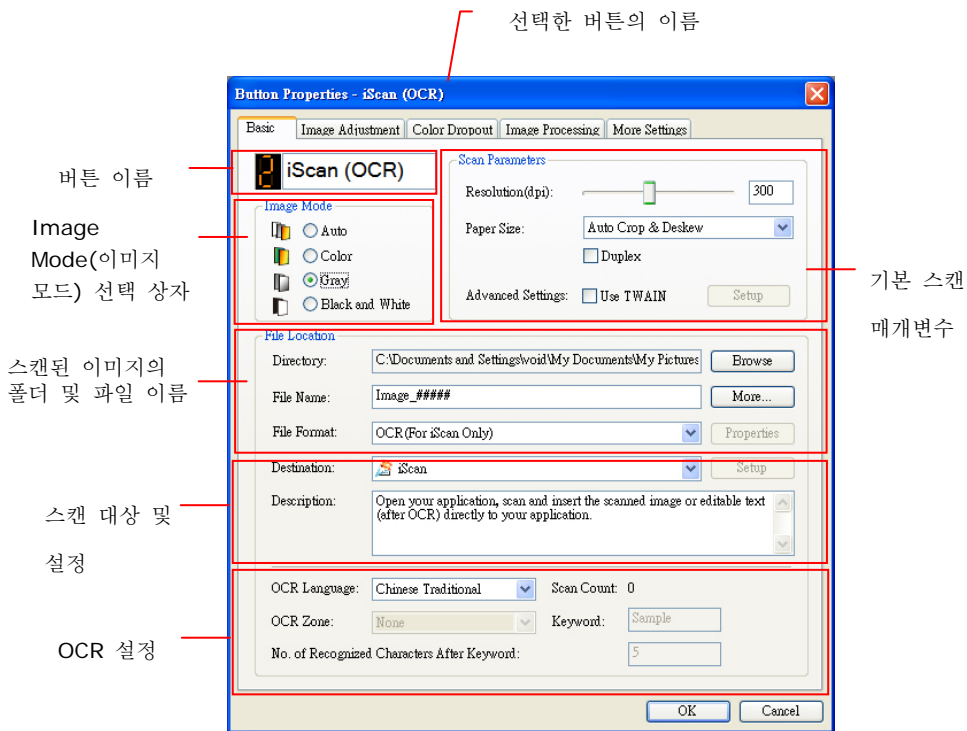 선택한 버튼의 이름
Button Properties - iScan (OCR)
Basic Image Adjustment Color Dropout Image Processing More Settings
버튼 이름
2 iScan (OCR)
Image
Mode(이미지
모드) 선택 상자
Image Mode
Auto
Color
Gray
Black and White
Scan Parameters
Resolution(dpi): 300
Paper Size: Auto Crop & Deskew
Duplex
Advanced Settings: Use TWAIN Setup
기본 스캔
매개변수
스캔된 이미지의
폴더 및 파일 이름
File Location
Directory: C:\Documents and Settings\void\My Documents\My Pictures Browse
File Name: Image_##### More...
File Format: OCR(For iScan Only) Properties
스캔 대상 및
설정
Destination: iScan Setup
Description: Open your application, scan and insert the scanned image or editable text
(after OCR) directly to your application.
OCR 설정
OCR Language: Chinese Traditional Scan Count: 0
OCR Zone: None Keyword: Sample
No. of Recognized Characters After Keyword: 5
OK Cancel